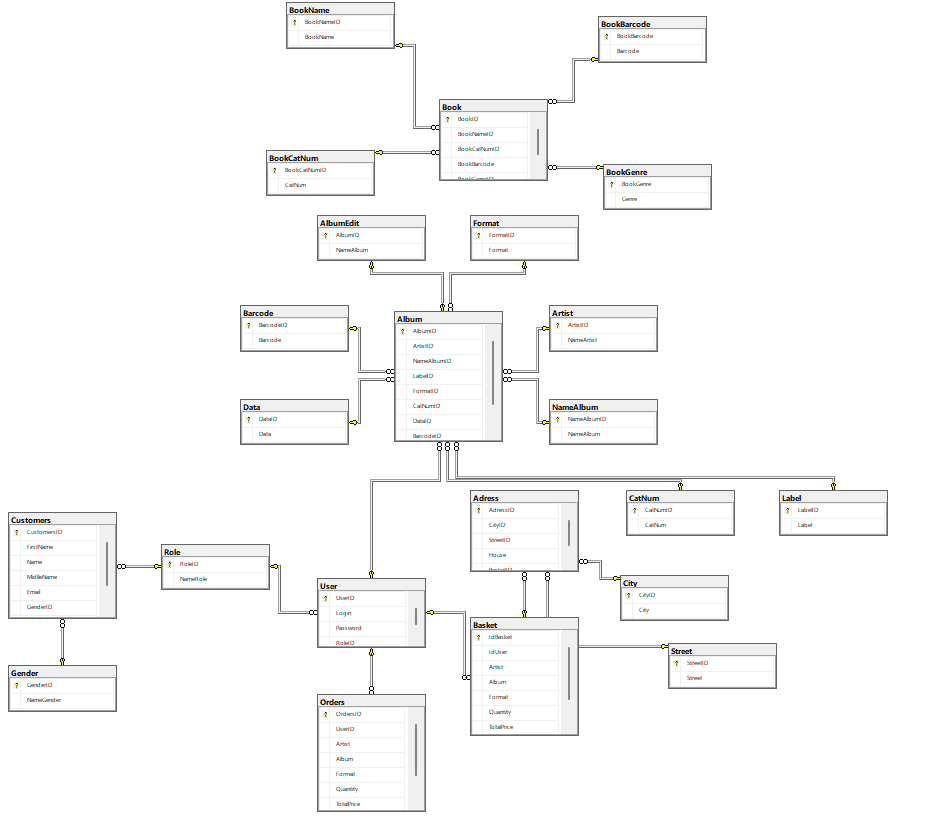 BookName
BookNameID
BookName
BookBarcode
BookBarcode
Barcode
Book
BookID
BookNameID
BookCatNumID
BookBarcode
BookCatNum
BookCatNumID
CatNum
BookGenre
BookGenre
Genre
AlbumEdit
AlbumID
NameAlbum
Format
FormatID
Format
Barcode
BarcodeID
Barcode
Album
AlbumID
ArtistID
NameAlbumID
LabelID
FormatID
CatNumID
DataID
BarcodeID
Artist
ArtistID
NameArtist
Data
DataID
Data
NameAlbum
NameAlbumID
NameAlbum
Adress
AdressID
CityID
StreetID
House
CatNum
CatNumID
CatNum
Label
LabelID
Label
Customers
CustomersID
FirstName
Name
MidleName
Email
GenderID
Role
RoleID
NameRole
User
UserID
Login
Password
RoleID
City
CityID
City
Basket
IdBasket
IdUser
Artist
Album
Format
Quantity
TotalPrice
Street
StreetID
Street
Gender
GenderID
NameGender
Orders
OrdersID
UserID
Artist
Album
Format
Quantity
TotalPrice